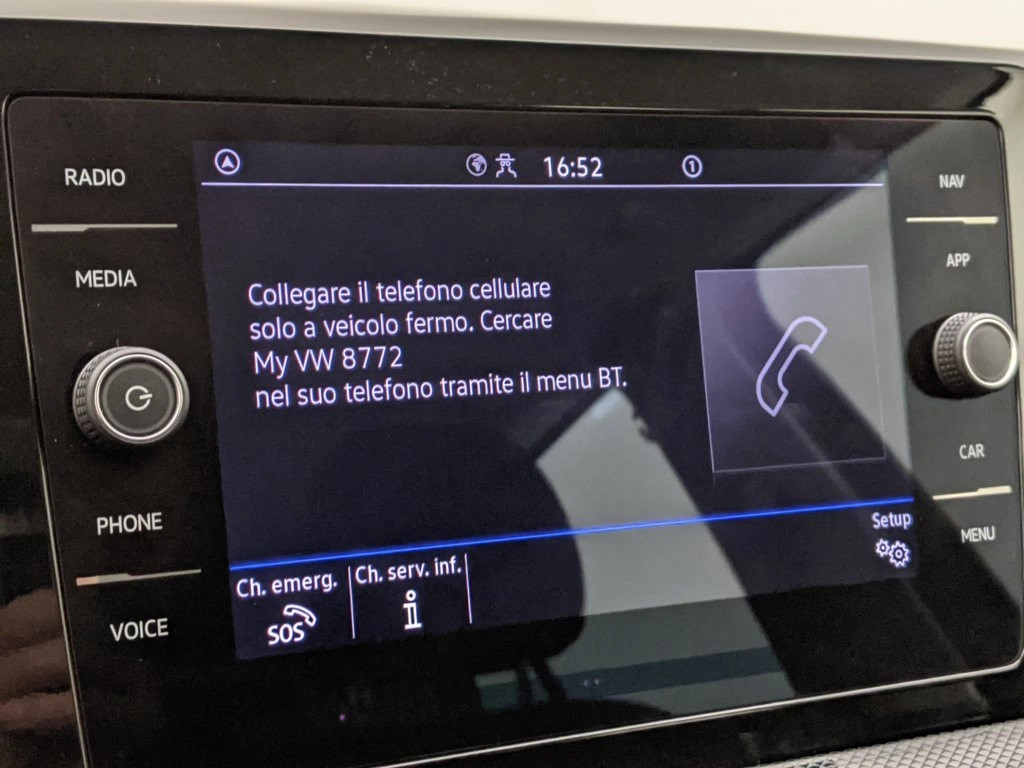 RADIO
MEDIA
PHONE
VOICE
16:52
1
Collegare il telefono cellulare
solo a veicolo fermo. Cercare
My VW 8772
nel suo telefono tramite il menu BT.
Ch. emerg.
SOS
Ch. serv. inf.
i
Setup
NAV
APP
CAR
MENU